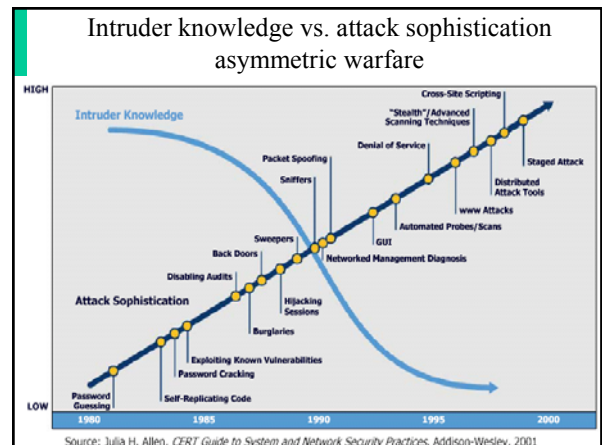 Intruder knowledge vs. attack sophistication
asymmetric warfare
HIGH
Intruder Knowledge
Cross-Site Scripting
"Stealth"/Advanced
Scanning Techniques
Packet Spoofing
Denial of Service
Staged Attack
Sniffers
Distributed
Attack Tools
www Attacks
Sweepers
Automated Probes/Scans
GUI
Back Doors
Networked Management Diagnosis
Disabling Audits
Attack Sophistication
Hijacking
Sessions
Burglaries
Exploiting Known Vulnerabilities
Password Cracking
Password
Guessing
Self-Replicating Code
LOW
1980 1985 1990 1995 2000
Source: Julia H. Allen, CERT Guide to System and Network Security Practices, Addison-Wesley, 2001